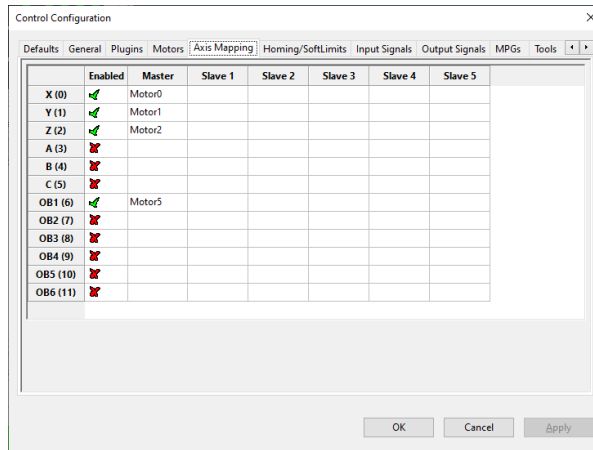 Control Configuration
Defaults General Plugins Motors Axis Mapping Homing/SoftLimits Input Signals Output Signals MPGs Tools
Enabled Master Slave 1 Slave 2 Slave 3 Slave 4 Slave 5
X (0) Motor0
Y (1) Motor1
Z (2) Motor2
A (3)
B (4)
C (5)
OB1 (6) Motor5
OB2 (7)
OB3 (8)
OB4 (9)
OB5 (10)
OB6 (11)
OK Cancel Apply